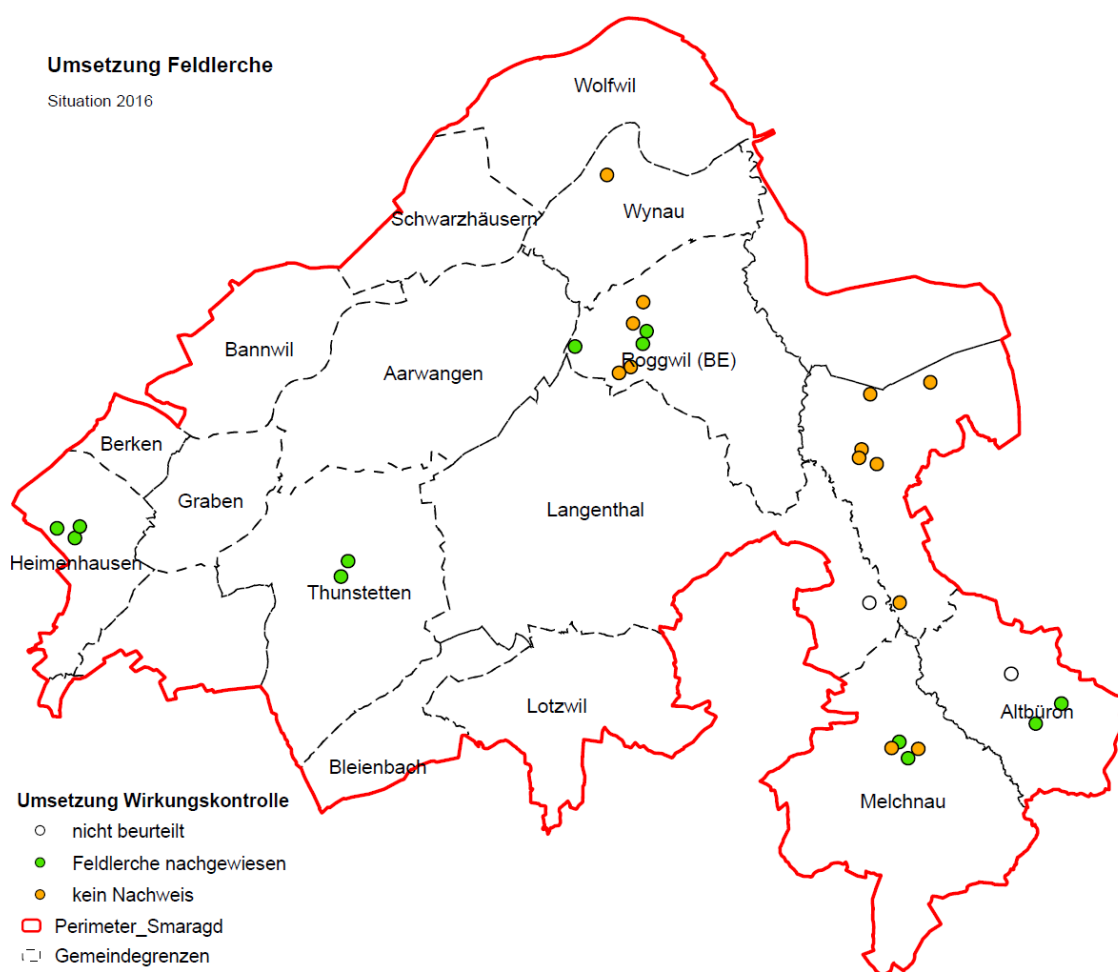 Umsetzung Feldlerche
Situation 2016
Wolfwil
Wynau
Schwarzhäusern
Bannwil
Aarwangen
Roggwil (BE)
Berken
Graben
Langenthal
Heimenhausen
Thunstetten
Lotzwil
Altbüron
Bleienbach
Melchnau
Umsetzung Wirkungskontrolle
nicht beurteilt
Feldlerche nachgewiesen
kein Nachweis
Perimeter_Smaragd
Gemeindegrenzen